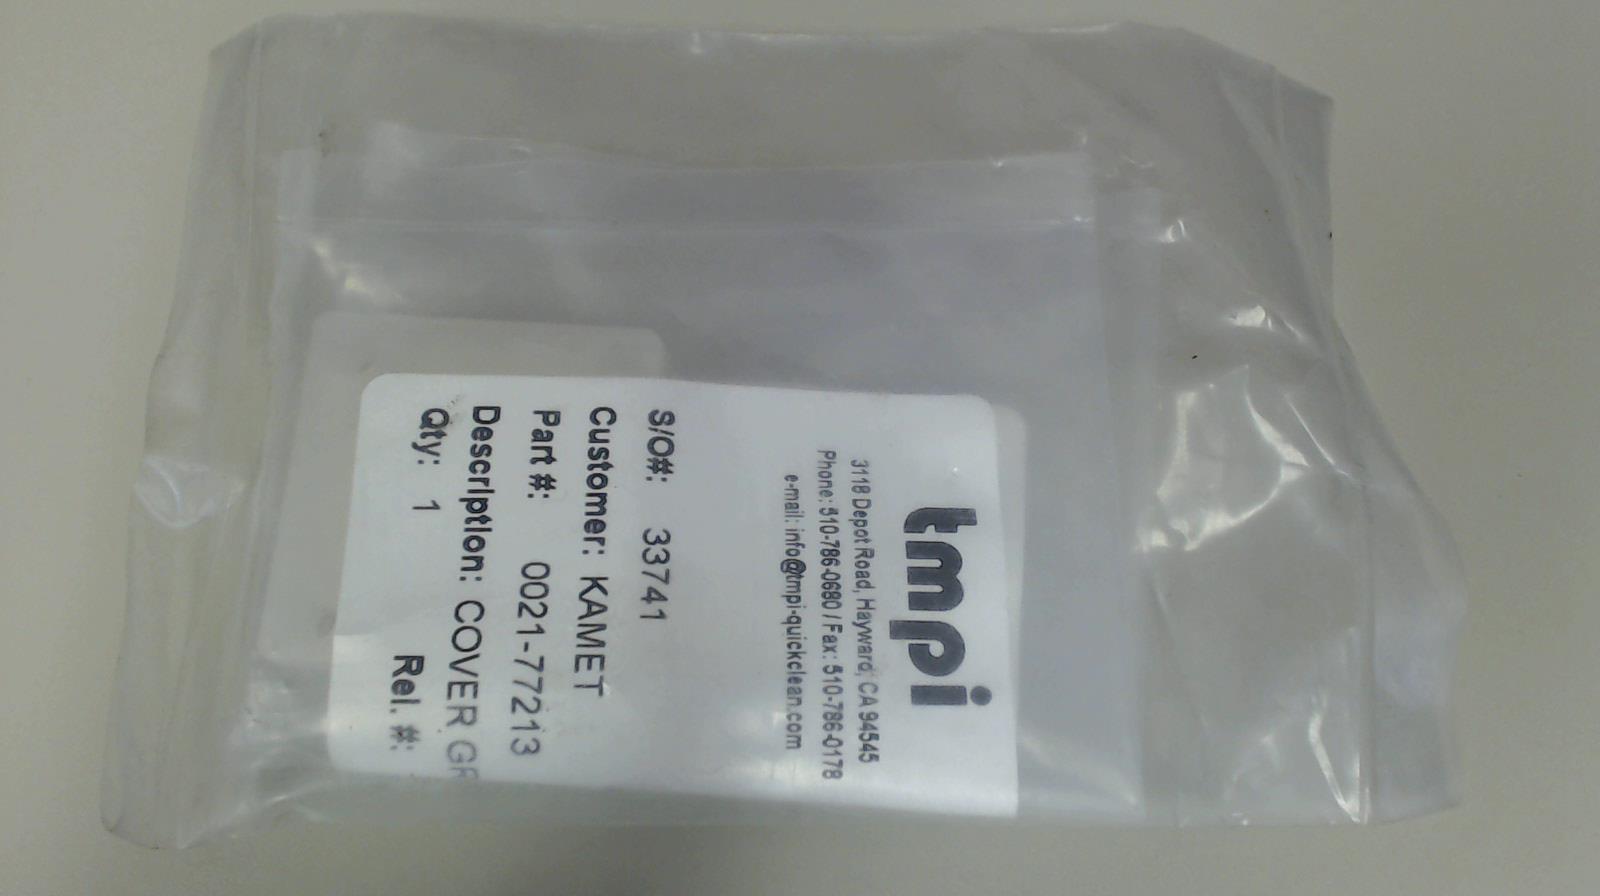 tmpi
3118 Depot Road, Hayward, CA 94545
Phone: 510-786-0680 / Fax: 510-786-0178
e-mail: info@tmpi-quickclean.com
S/O#: 33741
Customer: KAMET
Part #: 0021-77213
Description: COVER GF
Qty: 1 Rel. #: